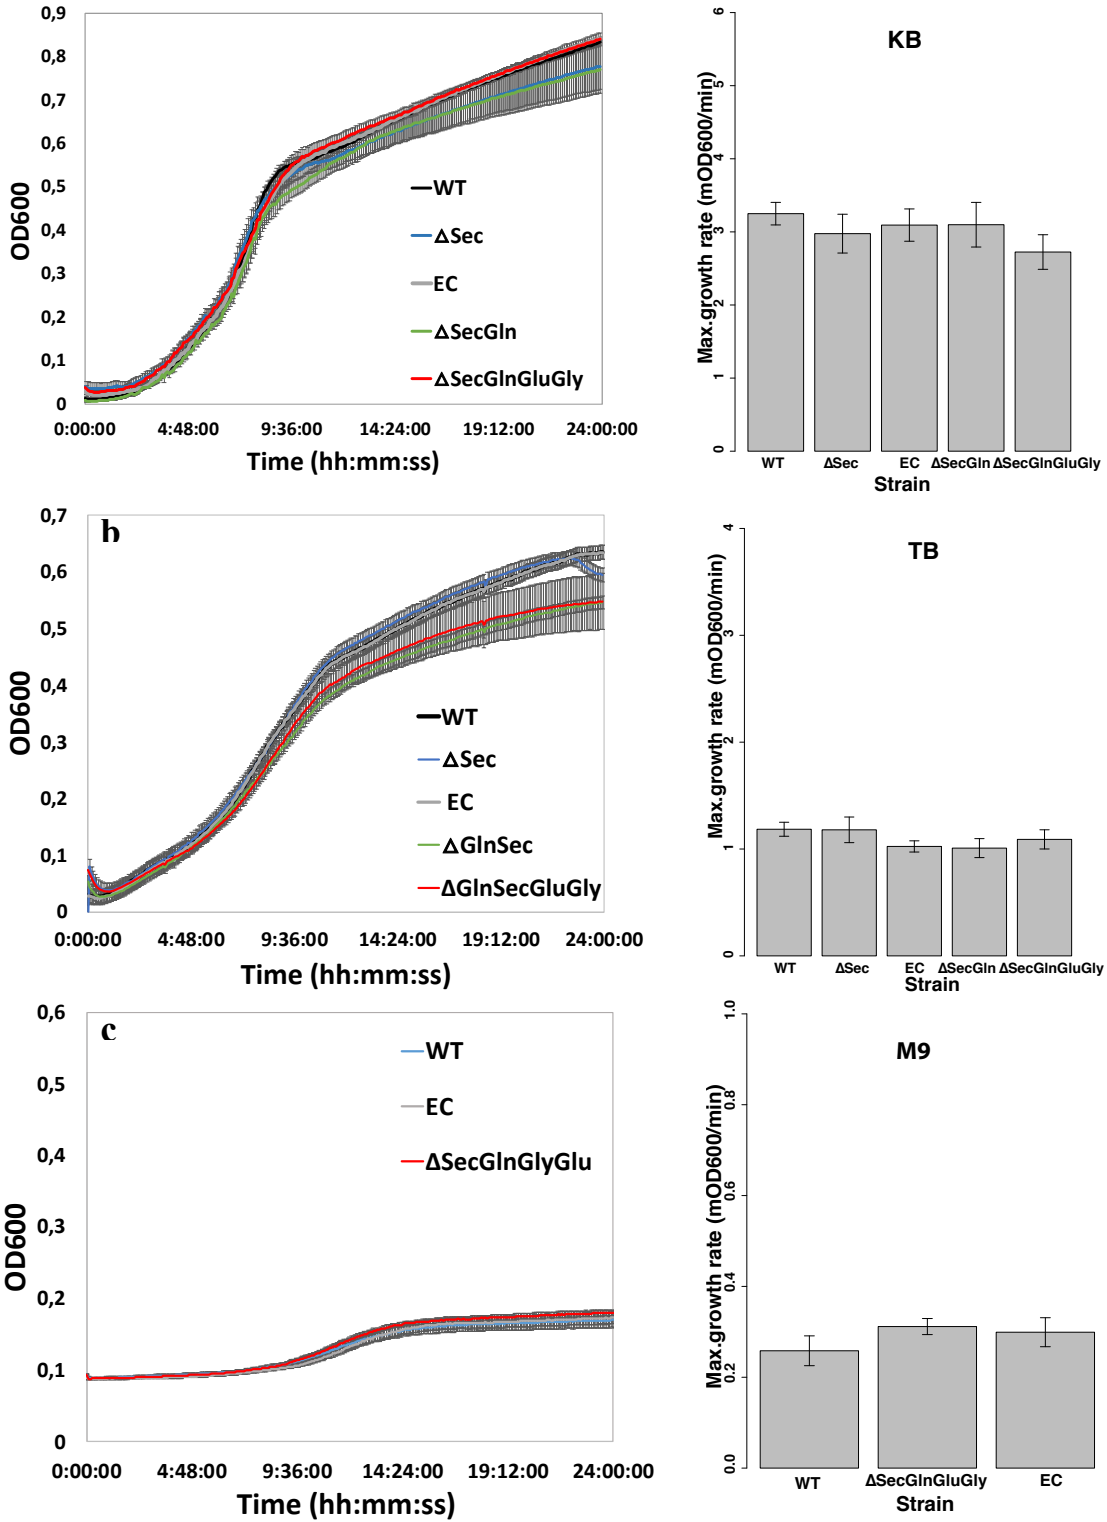 0,9
0,8
0,7
0,6
0,5
0,4
0,3
0,2
0,1
0
OD600
WT
ΔSec
EC
ΔSecGln
ΔSecGlnGluGly
0:00:00 4:48:00 9:36:00 14:24:00 19:12:00 24:00:00
Time (hh:mm:ss)
KB
Max.growth rate (mOD600/min)
6
5
4
3
2
1
0
WT ΔSec EC ΔSecGln ΔSecGlnGluGly
Strain
b
0,7
0,6
0,5
0,4
0,3
0,2
0,1
0
OD600
WT
ΔSec
EC
ΔGlnSec
ΔGlnSecGluGly
0:00:00 4:48:00 9:36:00 14:24:00 19:12:00 24:00:00
Time (hh:mm:ss)
TB
Max.growth rate (mOD600/min)
4
3
2
1
0
WT ΔSec EC ΔSecGln ΔSecGlnGluGly
Strain
c
0,6
0,5
0,4
0,3
0,2
0,1
0
OD600
WT
EC
ΔSecGlnGlyGlu
0:00:00 4:48:00 9:36:00 14:24:00 19:12:00 24:00:00
Time (hh:mm:ss)
M9
Max.growth rate (mOD600/min)
1.0
0.8
0.6
0.4
0.2
0.0
WT ΔSecGlnGluGly EC
Strain